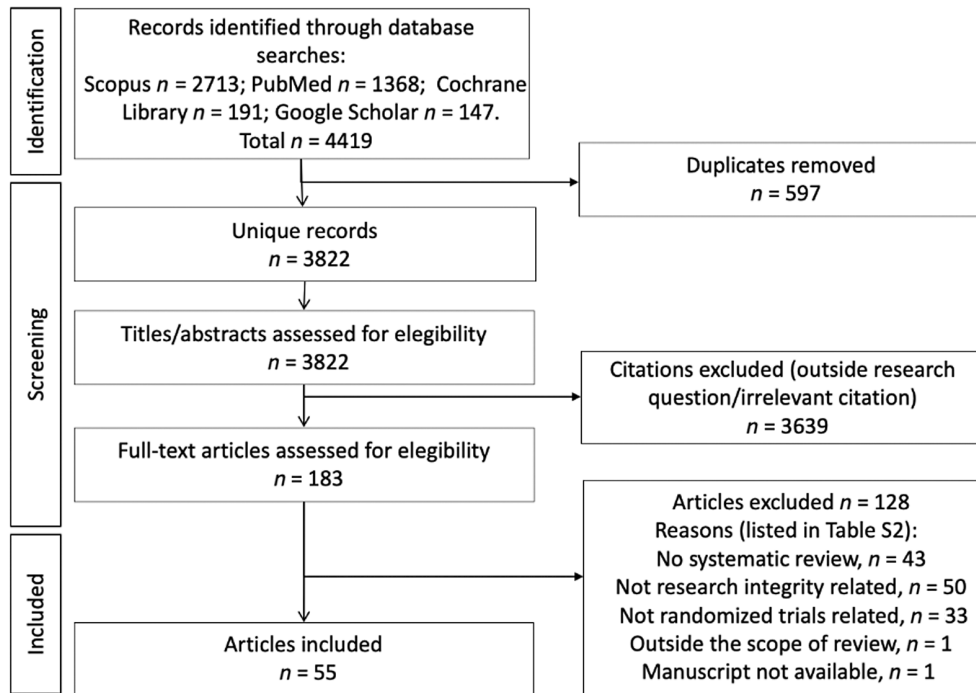 Identification
Records identified through database
searches:
Scopus n = 2713; PubMed n = 1368; Cochrane
Library n = 191; Google Scholar n = 147.
Total n = 4419
Duplicates removed
n = 597
Screening
Unique records
n = 3822
Titles/abstracts assessed for elegibility
n = 3822
Citations excluded (outside research
question/irrelevant citation)
n = 3639
Full-text articles assessed for elegibility
n = 183
Articles excluded n = 128
Reasons (listed in Table S2):
No systematic review, n = 43
Not research integrity related, n = 50
Not randomized trials related, n = 33
Outside the scope of review, n = 1
Manuscript not available, n = 1
Included
Articles included
n = 55